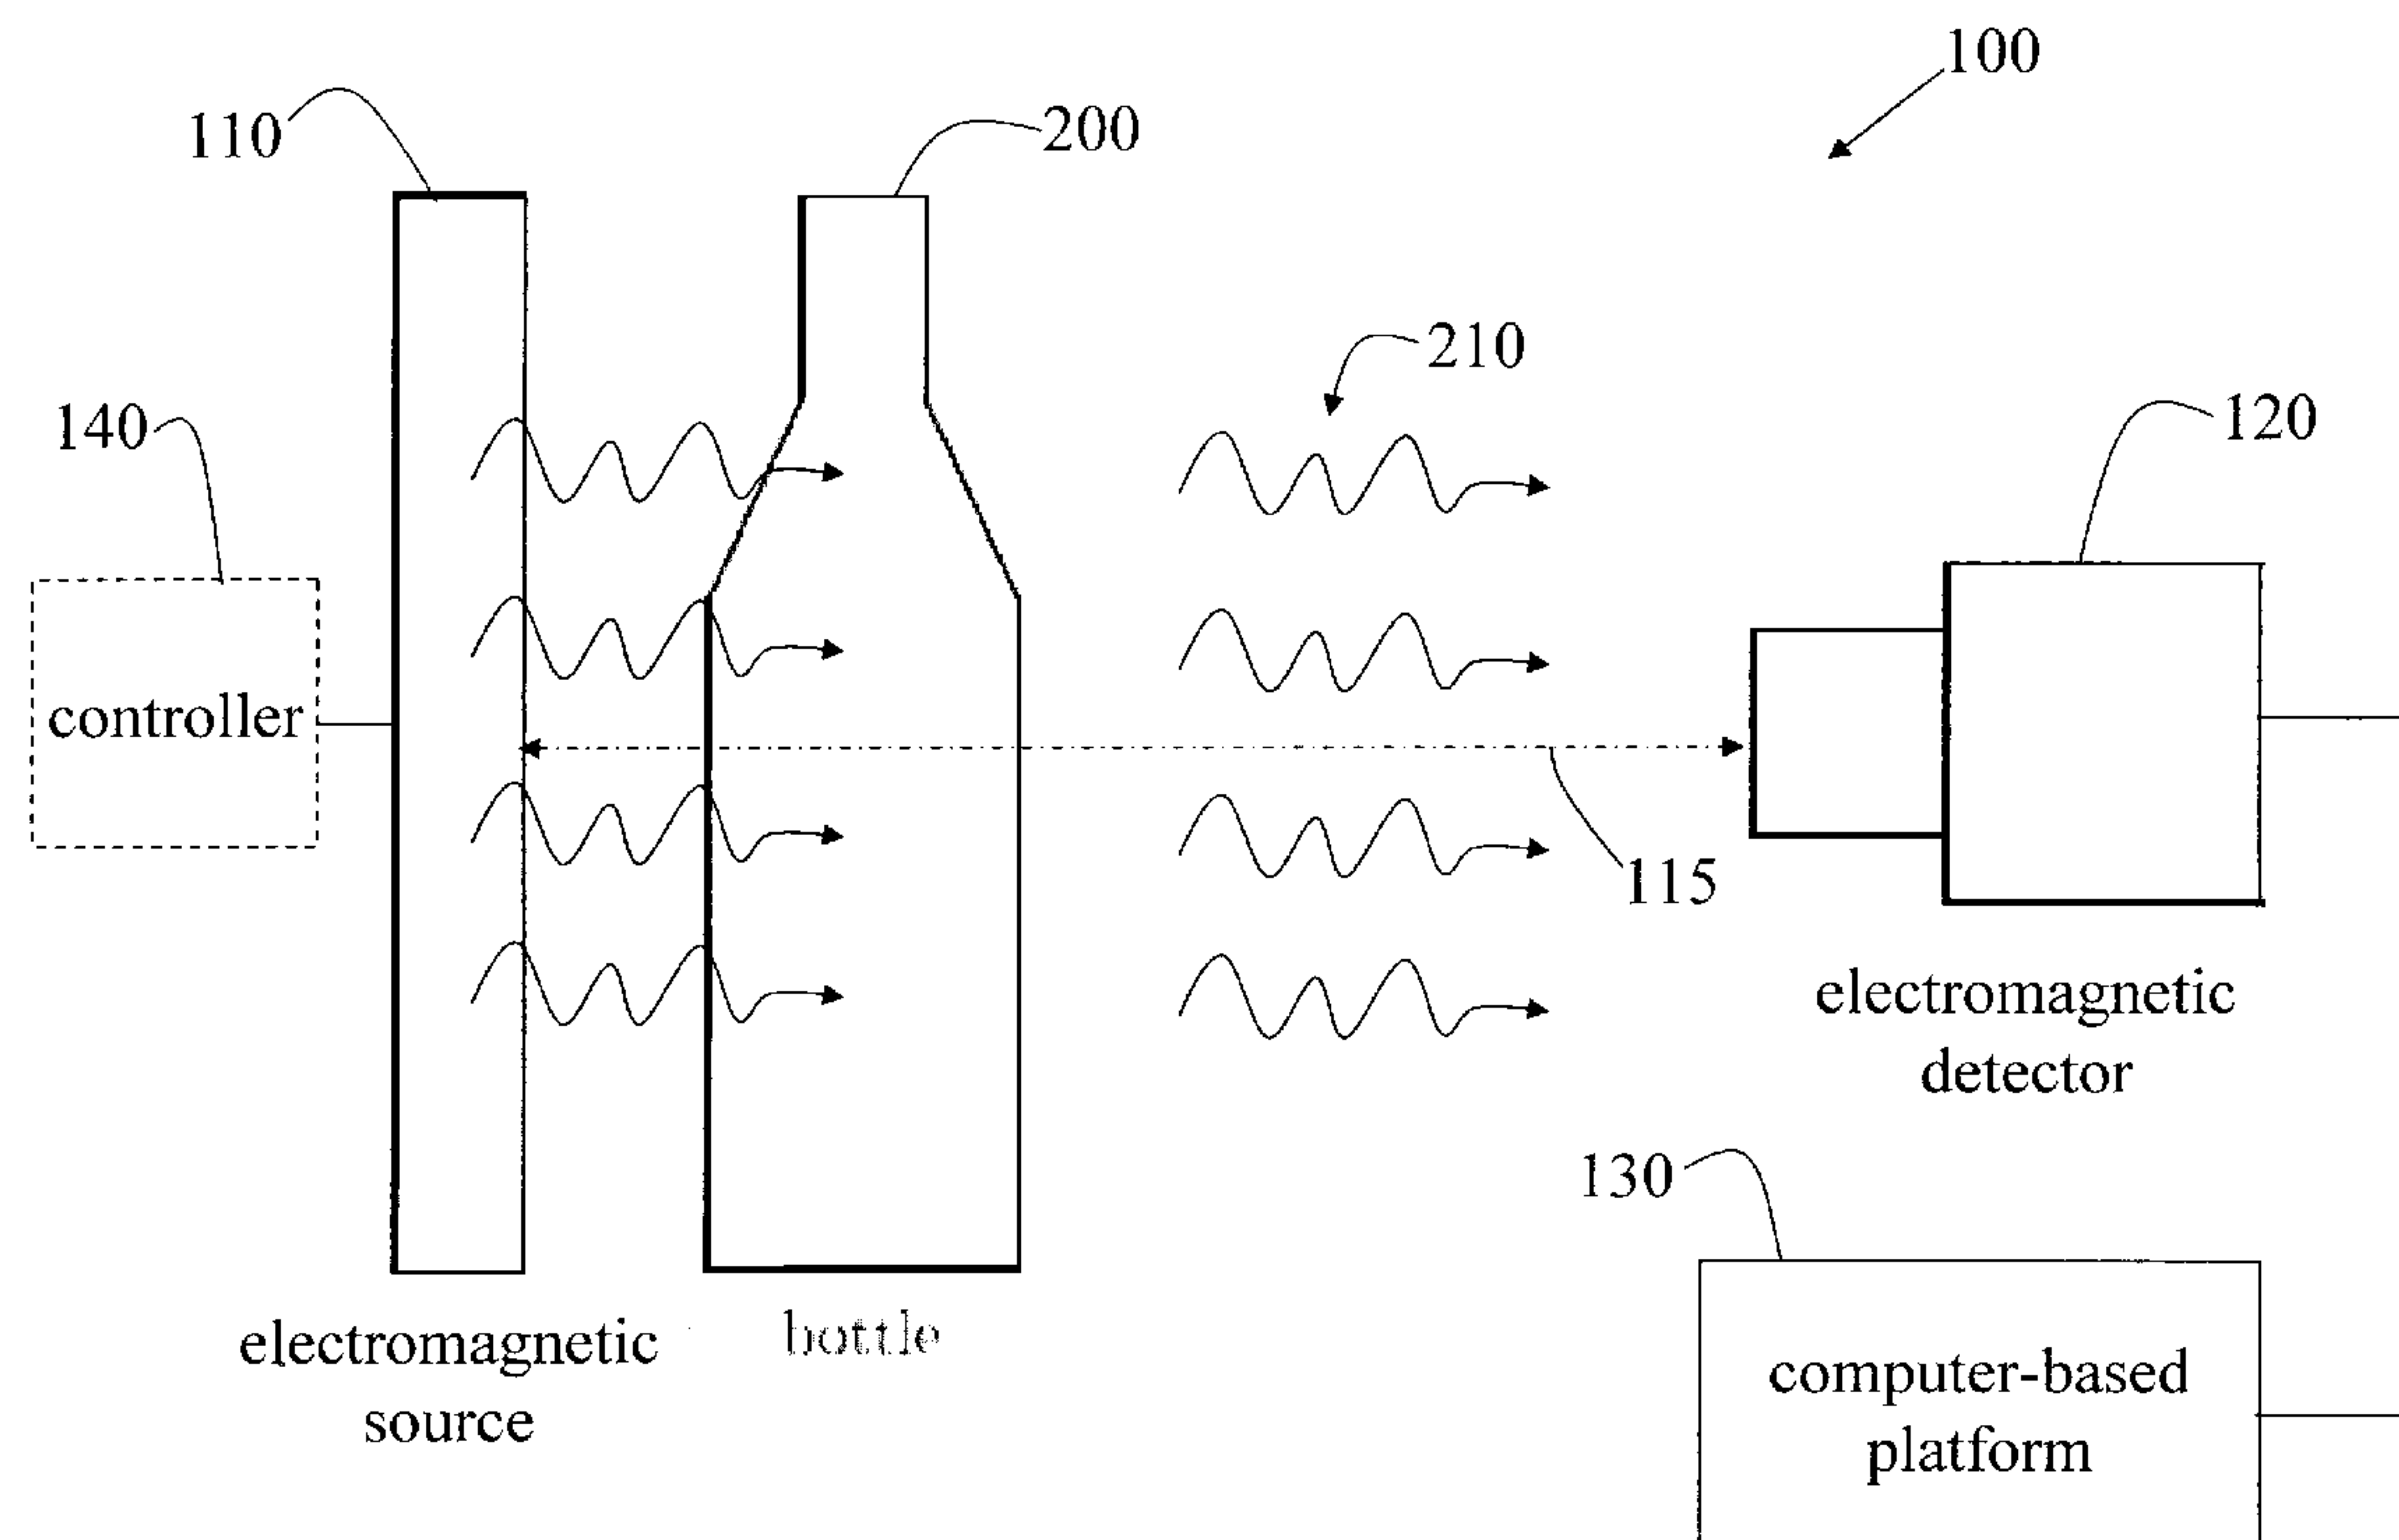 100
110
200
210
140
120
controller
115
electromagnetic
detector
130
electromagnetic
source
bottle
computer-based
platform